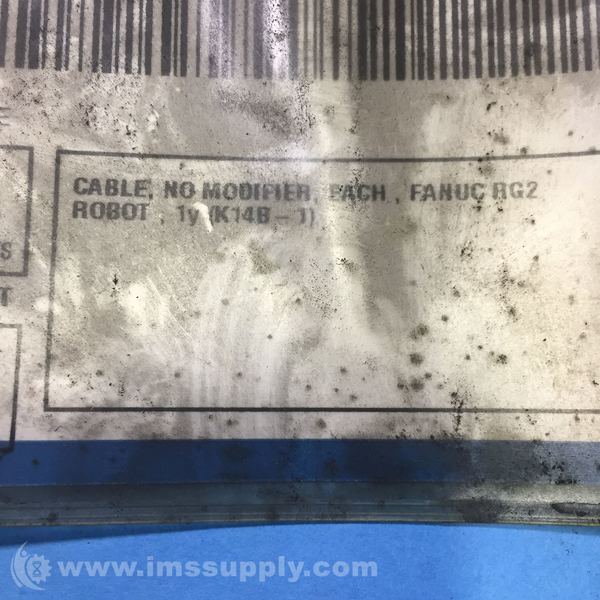 CABLE, NO MODIFIER, EACH , FANUC RG2
ROBOT , 1y (K14B - 1)
S
T
www.imssupply.com